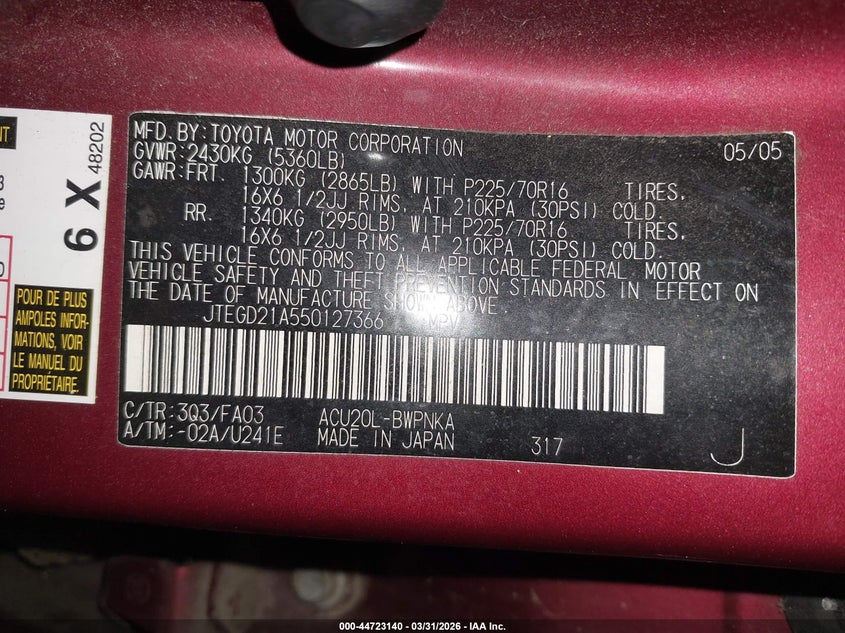 MFD.BY:TOYOTA MOTOR CORPORATION 05/05
GVWR:2430KG (5360LB)
GAWR:FRT. 1300KG (2865LB) WITH P225/70R16 TIRES,
16X6 1/2JJ RIMS, AT 210KPA (30PSI) COLD.
RR. 1340KG (2950LB) WITH P225/70R16 TIRES,
16X6 1/2JJ RIMS, AT 210KPA (30PSI) COLD.
THIS VEHICLE CONFORMS TO ALL APPLICABLE FEDERAL MOTOR
VEHICLE SAFETY AND THEFT PREVENTION STANDARDS IN EFFECT ON
THE DATE OF MANUFACTURE SHOWN ABOVE.
JTEGD21A550127366 MPV
C/TR:3Q3/FA03 ACU20L-BWPNKA
A/TM:-02A/U241E MADE IN JAPAN 317 J
6 X 48202
POUR DE PLUS
AMPLES INFOR-
MATIONS, VOIR
LE MANUEL DU
PROPRIÉTAIRE.
000-44723140 - 03/31/2026 - IAA Inc.